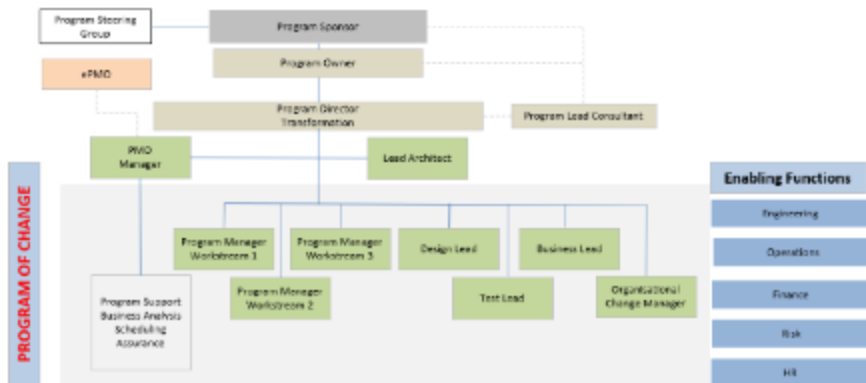 Program Steering
Group
Program Sponsor
Program Owner
ePMO
Program Director
Transformation
Program Lead Consultant
PMO
Manager
Lead Architect
PROGRAM OF CHANGE
Enabling Functions
Engineering
Operations
Finance
Risk
HR
Program Manager
Workstream 1
Program Manager
Workstream 3
Design Lead
Business Lead
Program Manager
Workstream 2
Test Lead
Organisational
Change Manager
Program Support
Business Analysis
Scheduling
Assurance